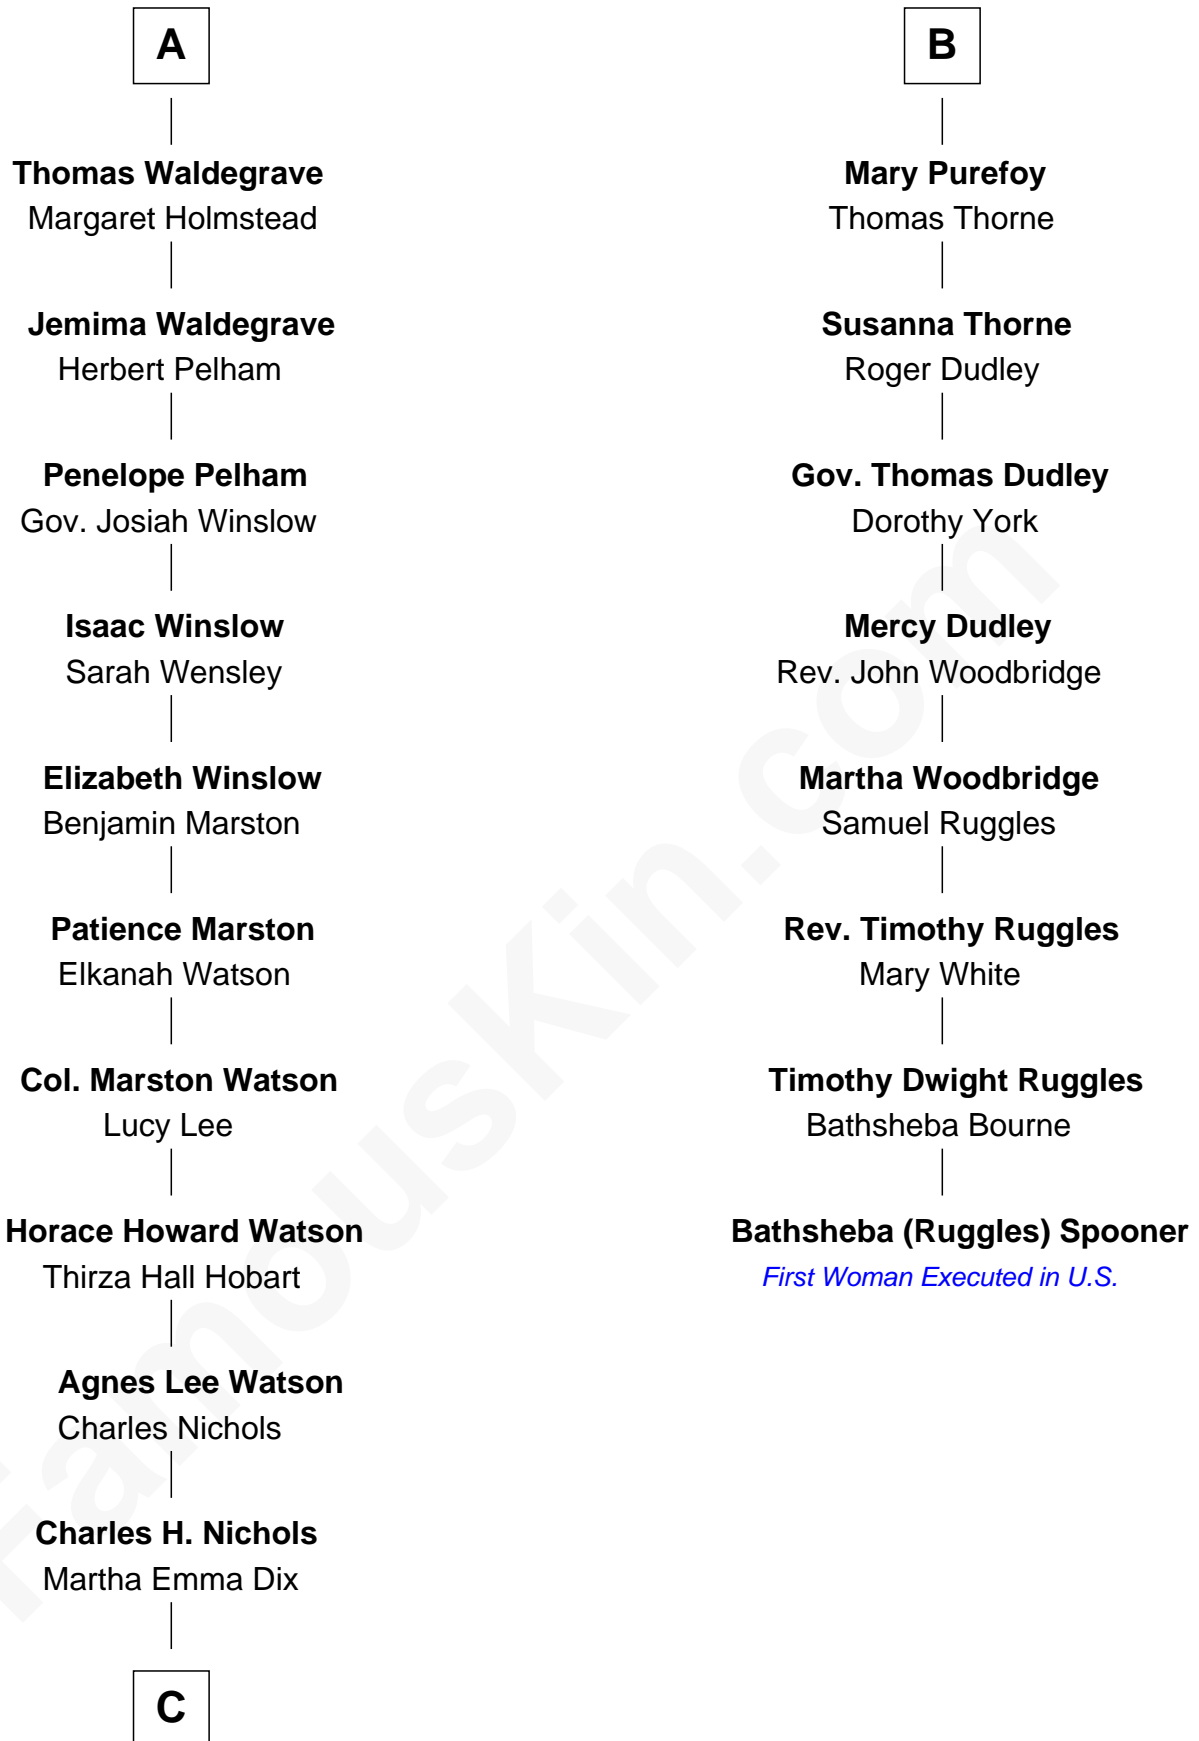 A
Thomas Waldegrave
Margaret Holmstead
Jemima Waldegrave
Herbert Pelham
Penelope Pelham
Gov. Josiah Winslow
Isaac Winslow
Sarah Wensley
Elizabeth Winslow
Benjamin Marston
Patience Marston
Elkanah Watson
Col. Marston Watson
Lucy Lee
Horace Howard Watson
Thirza Hall Hobart
Agnes Lee Watson
Charles Nichols
Charles H. Nichols
Martha Emma Dix
C
B
Mary Purefoy
Thomas Thorne
Susanna Thorne
Roger Dudley
Gov. Thomas Dudley
Dorothy York
Mercy Dudley
Rev. John Woodbridge
Martha Woodbridge
Samuel Ruggles
Rev. Timothy Ruggles
Mary White
Timothy Dwight Ruggles
Bathsheba Bourne
Bathsheba (Ruggles) Spooner
First Woman Executed in U.S.
FamousKin.com